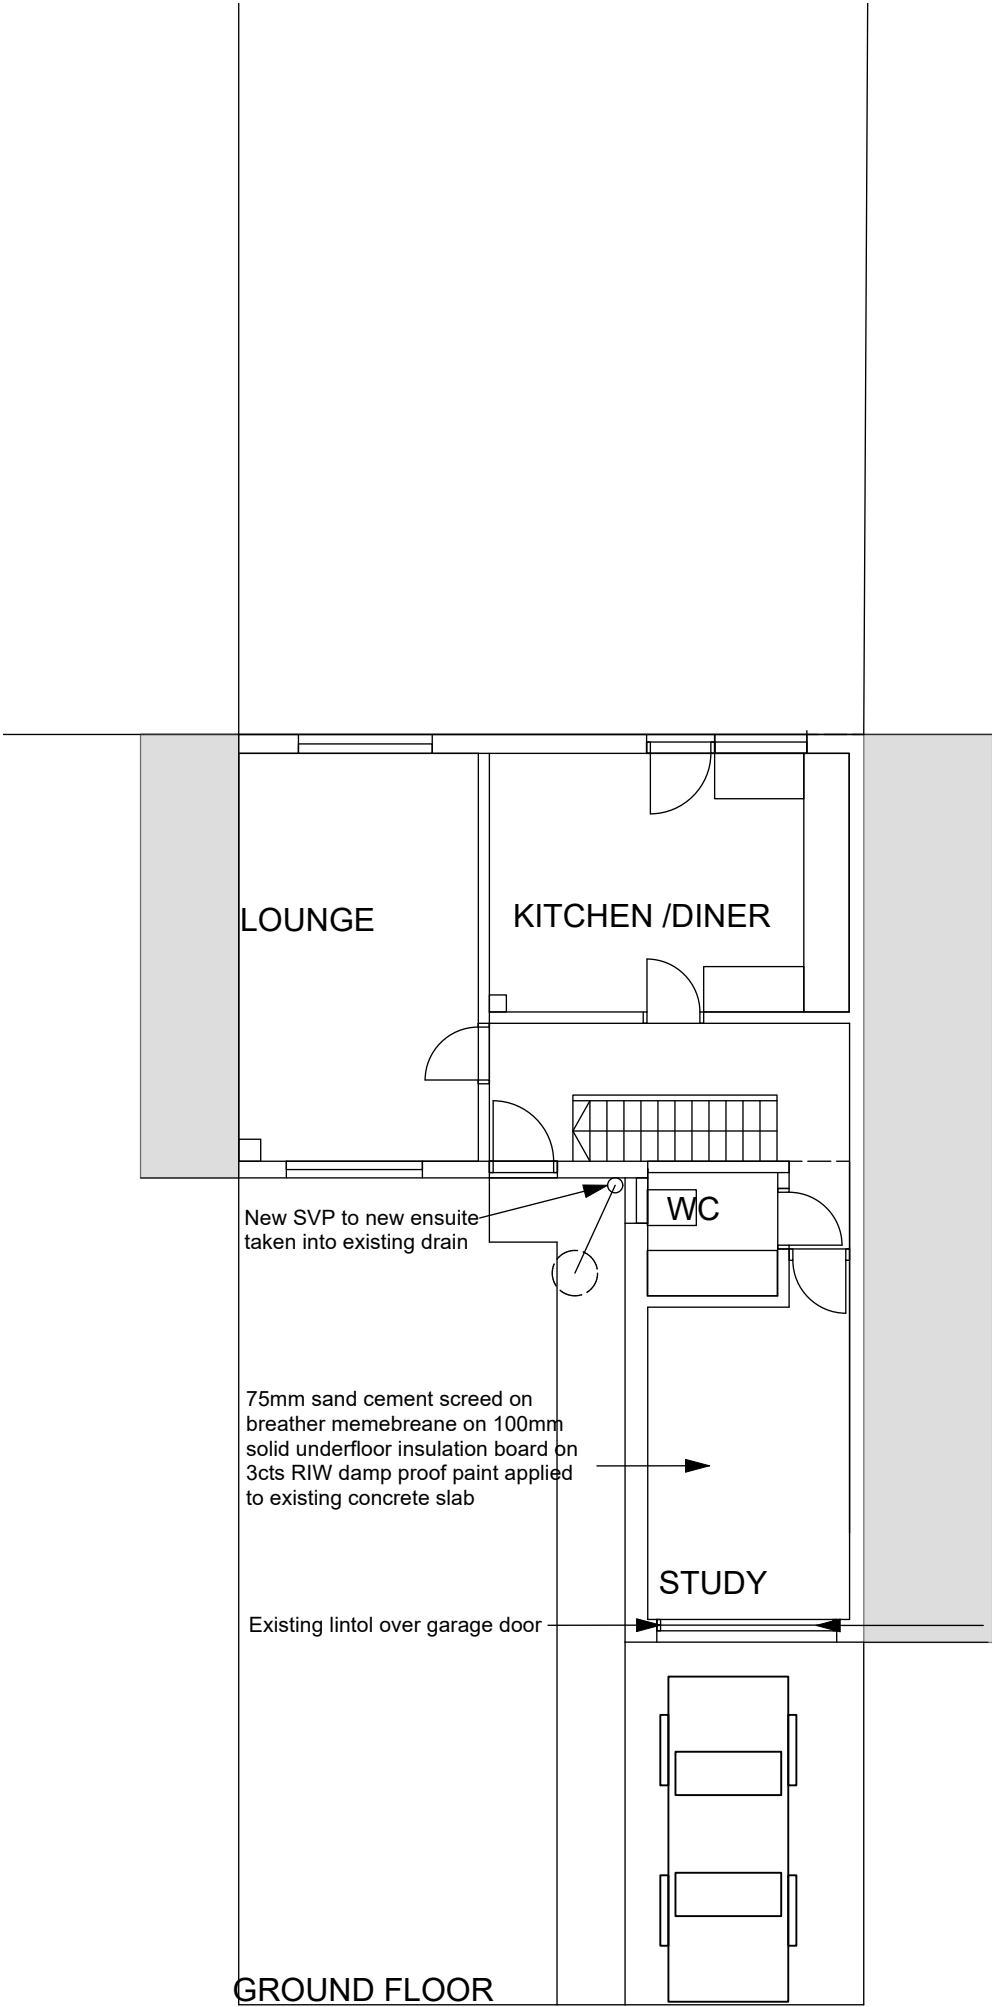 LOUNGE
KITCHEN /DINER
New SVP to new ensuite
taken into existing drain
WC
75mm sand cement screed on
breather memebreane on 100mm
solid underfloor insulation board on
3cts RIW damp proof paint applied
to existing concrete slab
STUDY
Existing lintol over garage door
GROUND FLOOR